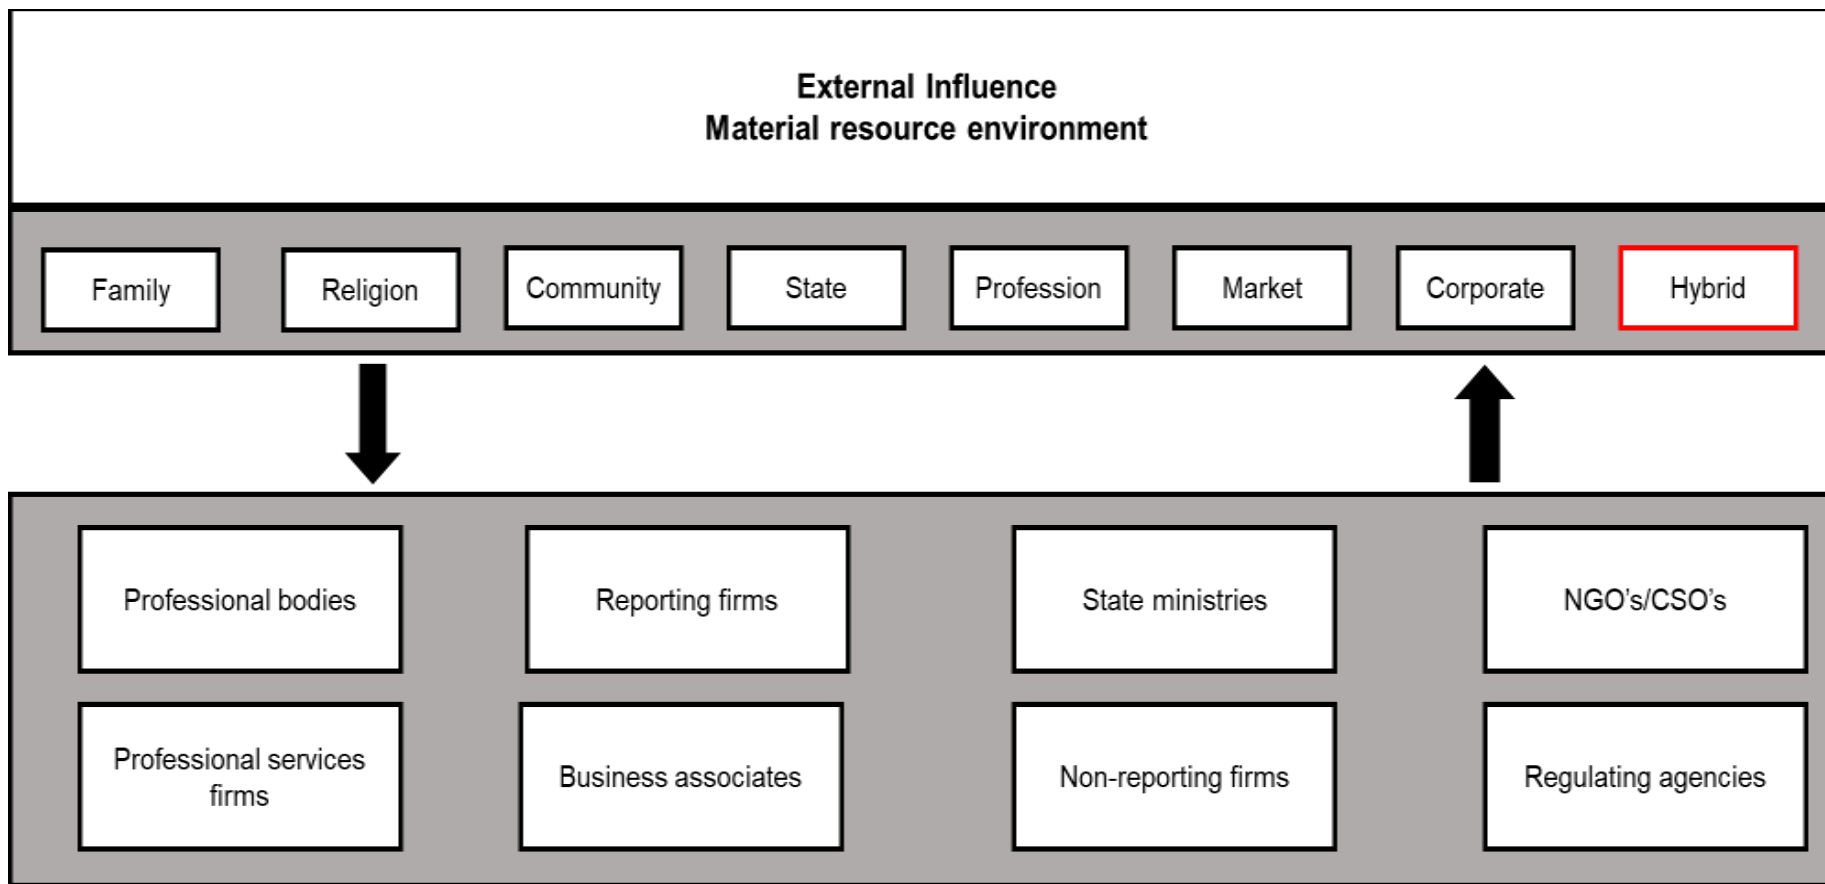 External Influence
Material resource environment
Family
Religion
Community
State
Profession
Market
Corporate
Hybrid
Professional bodies
Reporting firms
State ministries
NGO’s/CSO’s
Professional services
firms
Business associates
Non-reporting firms
Regulating agencies